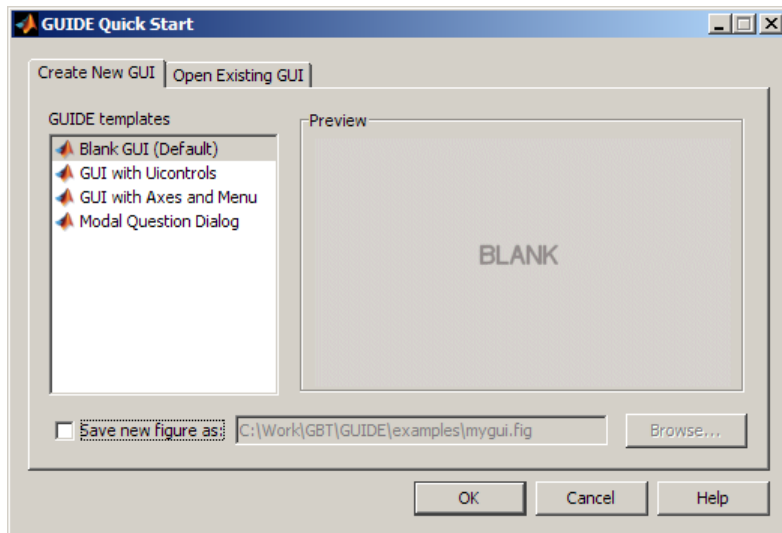 GUIDE Quick Start
Create New GUI
Open Existing GUI
GUIDE templates
Blank GUI (Default)
GUI with Uicontrols
GUI with Axes and Menu
Modal Question Dialog
Preview
BLANK
Save new figure as:
C:\Work\GBT\GUIDE\examples\mygui.fig
Browse...
OK
Cancel
Help